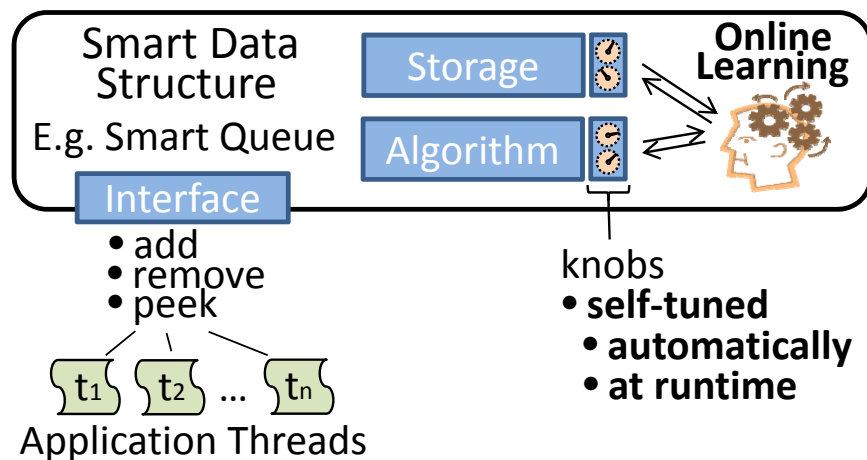 Smart Data
Structure
E.g. Smart Queue
Storage
Algorithm
Online
Learning
Interface
• add
• remove
• peek
knobs
• self-tuned
• automatically
• at runtime
t1 t2 ... tn
Application Threads